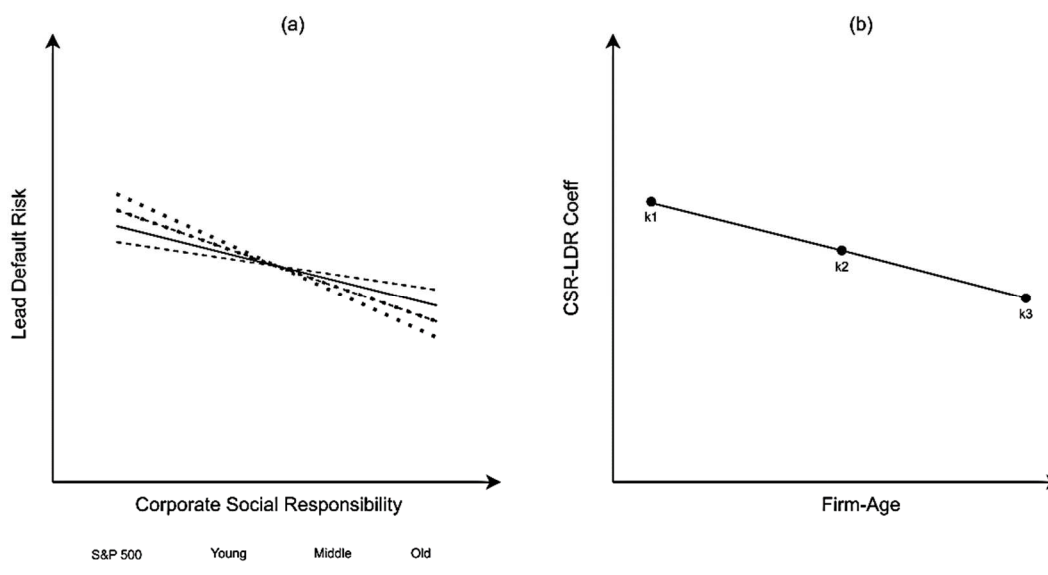 (a)
Lead Default Risk
Corporate Social Responsibility
S&P 500 Young Middle Old
(b)
CSR-LDR Coeff
k1
k2
k3
Firm-Age